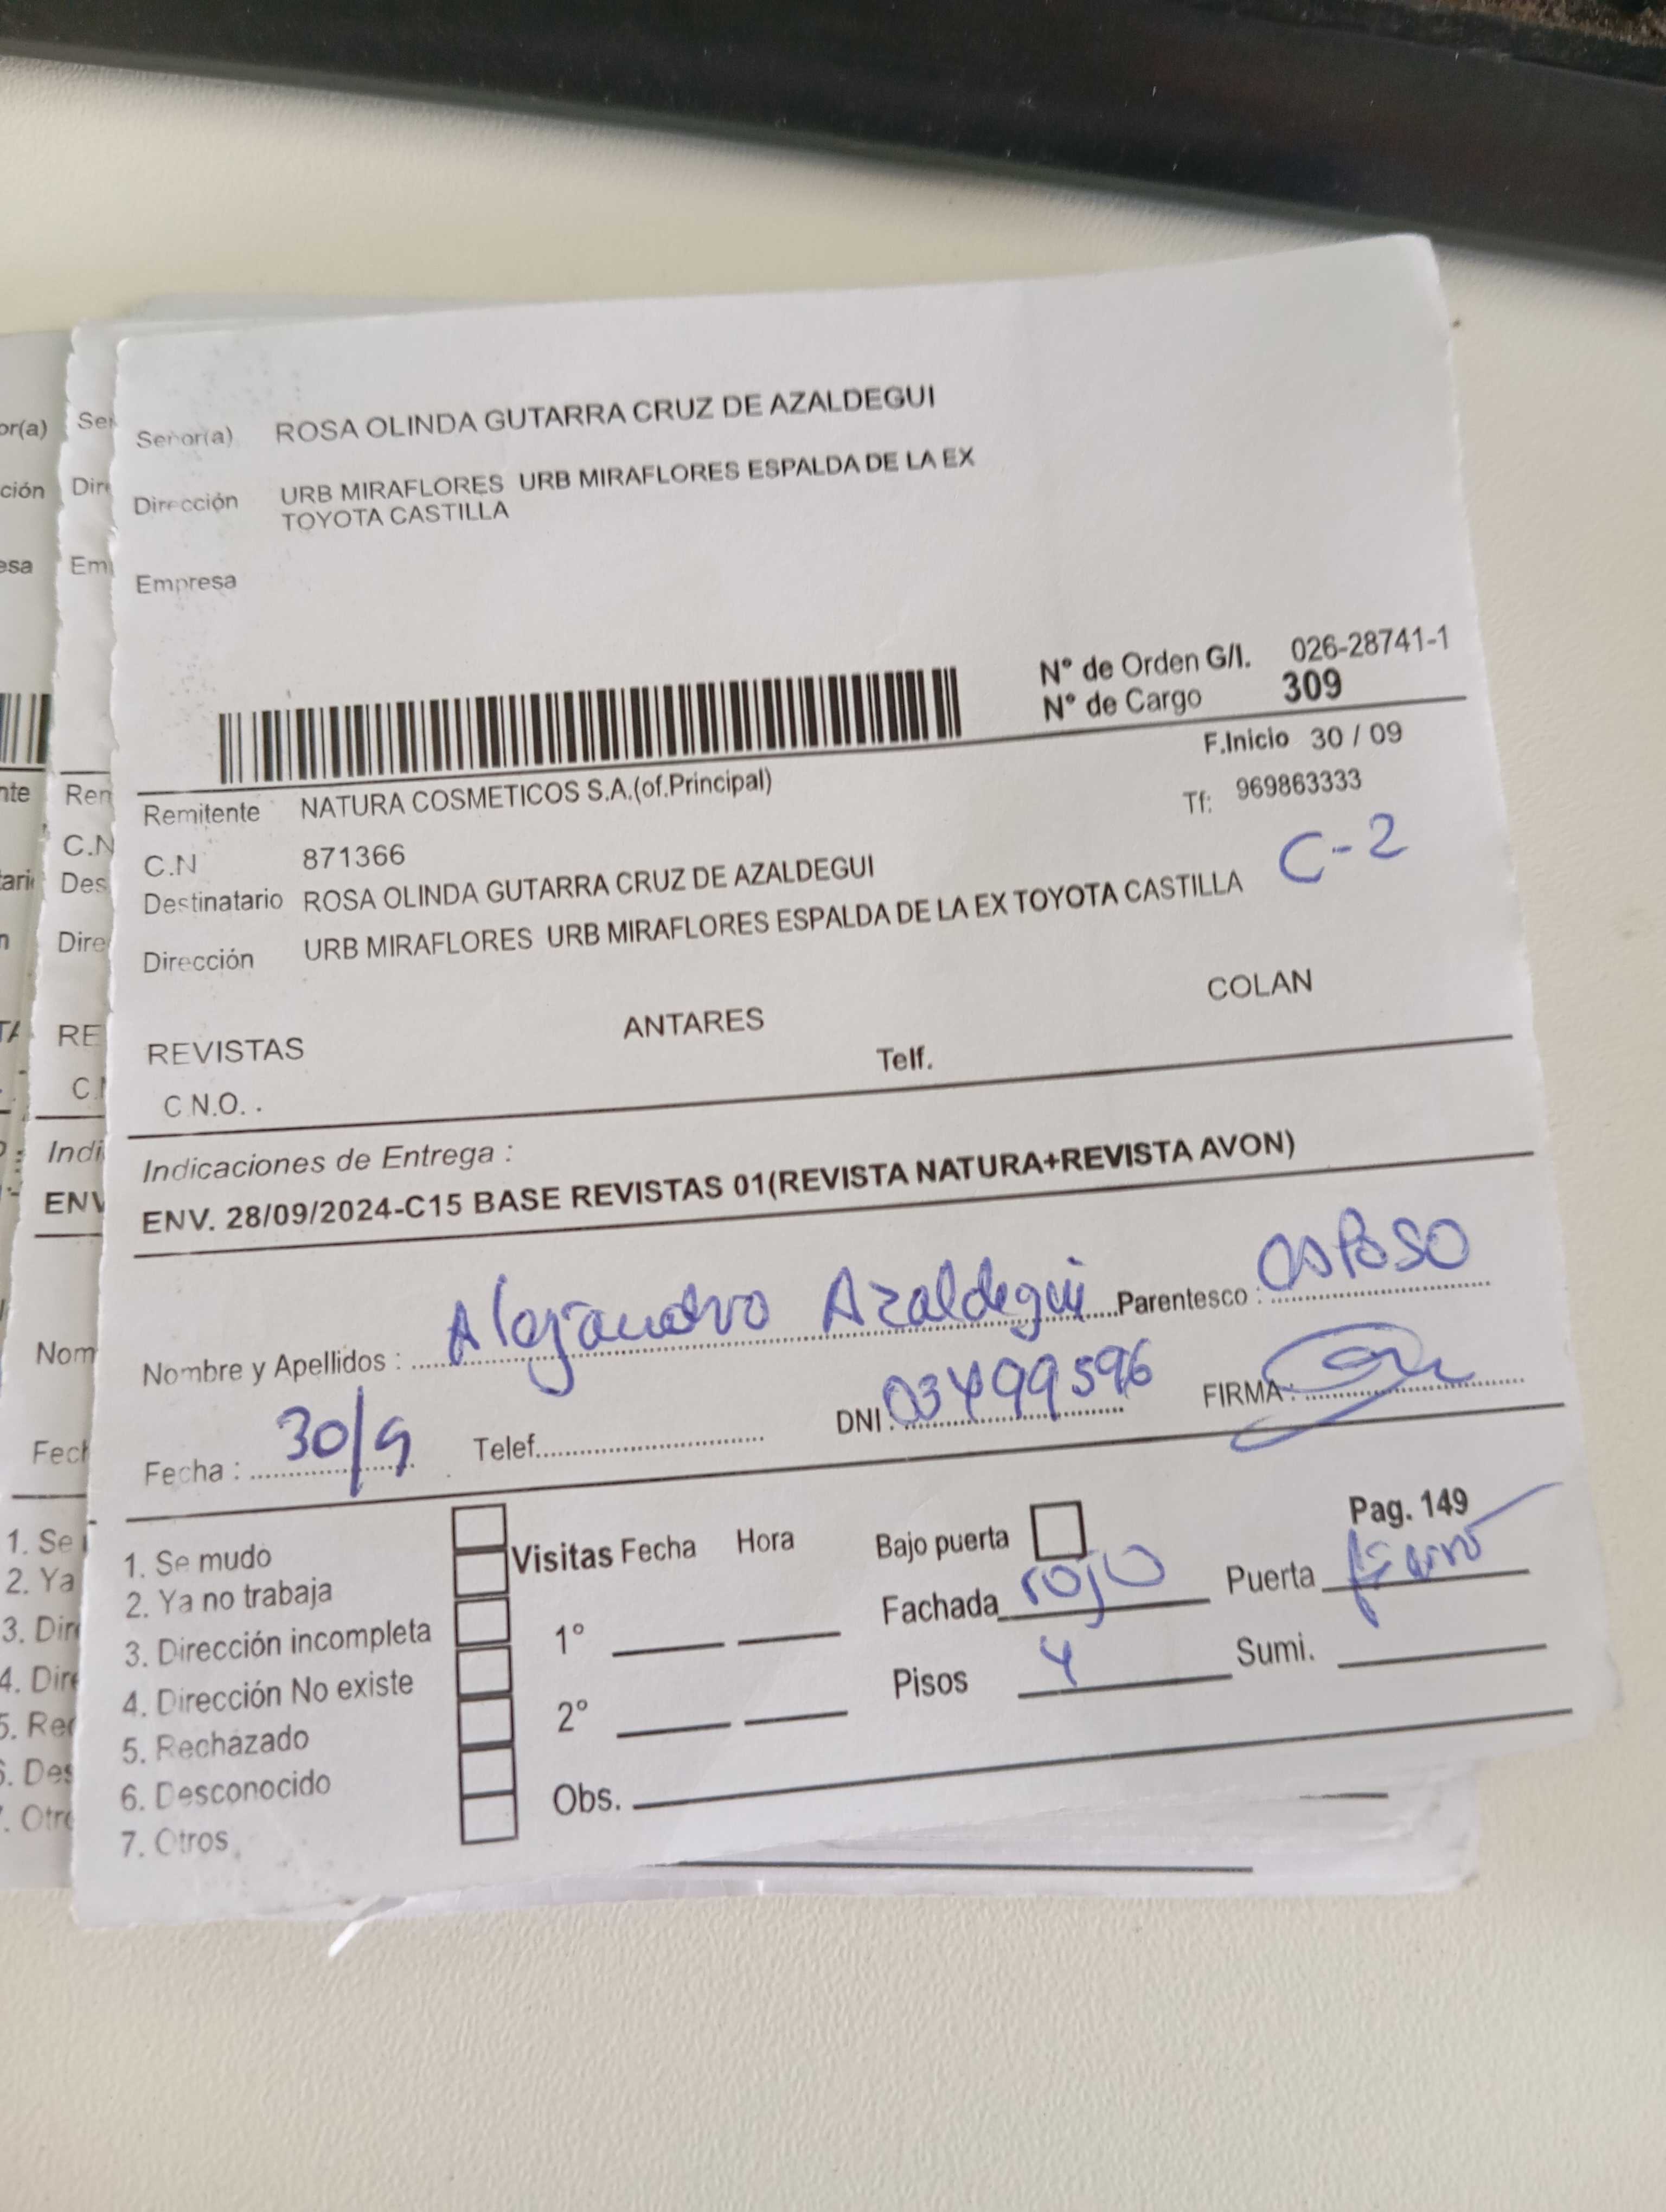 Señor(a) ROSA OLINDA GUTARRA CRUZ DE AZALDEGUI
Dirección URB MIRAFLORES URB MIRAFLORES ESPALDA DE LA EX
TOYOTA CASTILLA
Empresa
N° de Orden G/I. 026-28741-1
N° de Cargo 309
F.Inicio 30 / 09
Remitente NATURA COSMETICOS S.A.(of.Principal) Tf: 969863333
C.N 871366 C-2
Destinatario ROSA OLINDA GUTARRA CRUZ DE AZALDEGUI
Dirección URB MIRAFLORES URB MIRAFLORES ESPALDA DE LA EX TOYOTA CASTILLA
REVISTAS ANTARES COLAN
C.N.O. . Telf.
Indicaciones de Entrega :
ENV. 28/09/2024-C15 BASE REVISTAS 01(REVISTA NATURA+REVISTA AVON)
Nombre y Apellidos : Alejandro Azaldegui Parentesco : esposo
Fecha : 30/9 Telef. DNI : 03499596 FIRMA :
Pag. 149
1. Se mudo Visitas Fecha Hora Bajo puerta
2. Ya no trabaja Fachada rojo Puerta fierro
3. Dirección incompleta 1°
4. Dirección No existe Pisos 4 Sumi.
5. Rechazado 2°
6. Desconocido
7. Otros Obs.